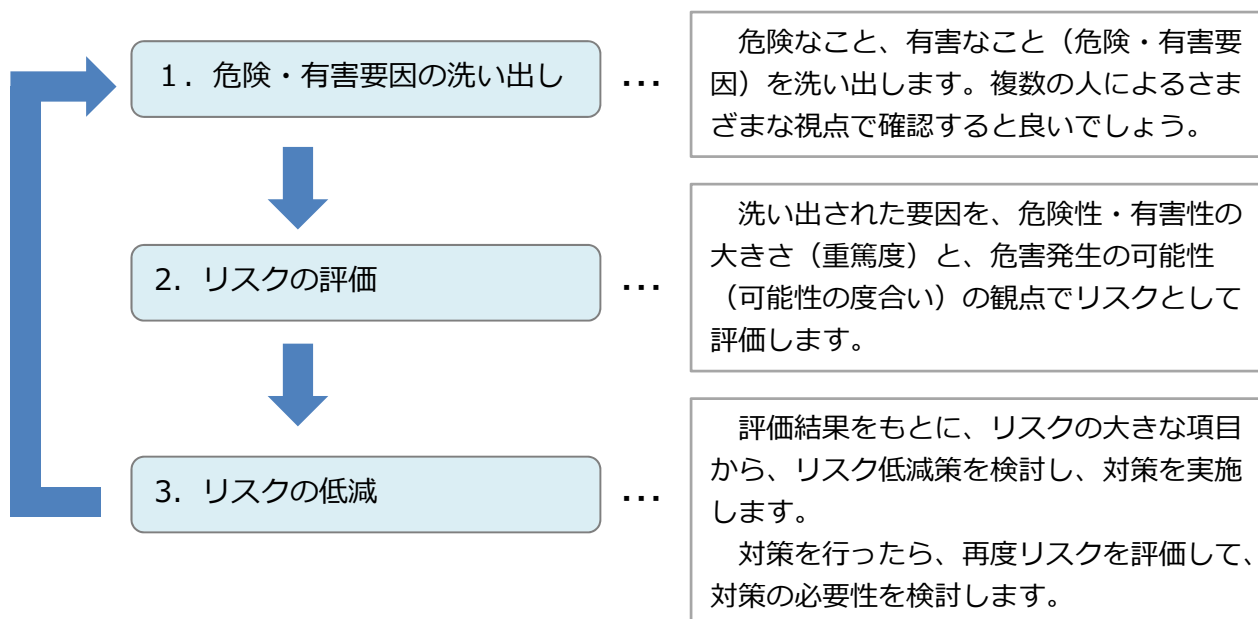 １．危険・有害要因の洗い出し
…
危険なこと、有害なこと（危険・有害要
因）を洗い出します。複数の人によるさま
ざまな視点で確認すると良いでしょう。
2．リスクの評価
…
洗い出された要因を、危険性・有害性の
大きさ（重篤度）と、危害発生の可能性
（可能性の度合い）の観点でリスクとして
評価します。
3．リスクの低減
…
評価結果をもとに、リスクの大きな項目
から、リスク低減策を検討し、対策を実施
します。
対策を行ったら、再度リスクを評価して、
対策の必要性を検討します。